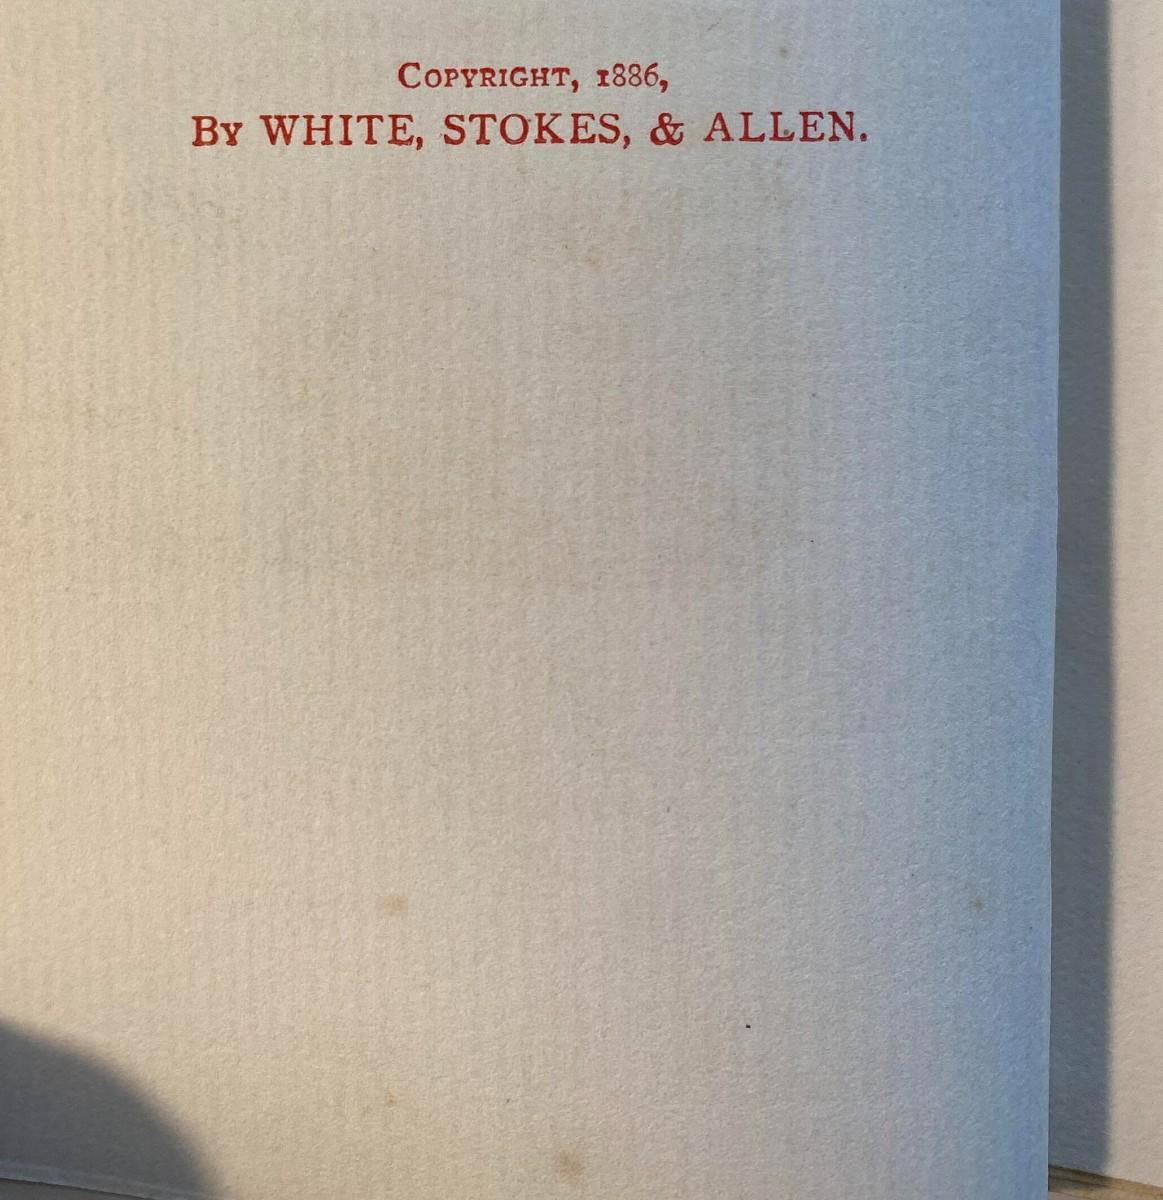 COPYRIGHT, 1886,
BY WHITE, STOKES, & ALLEN.